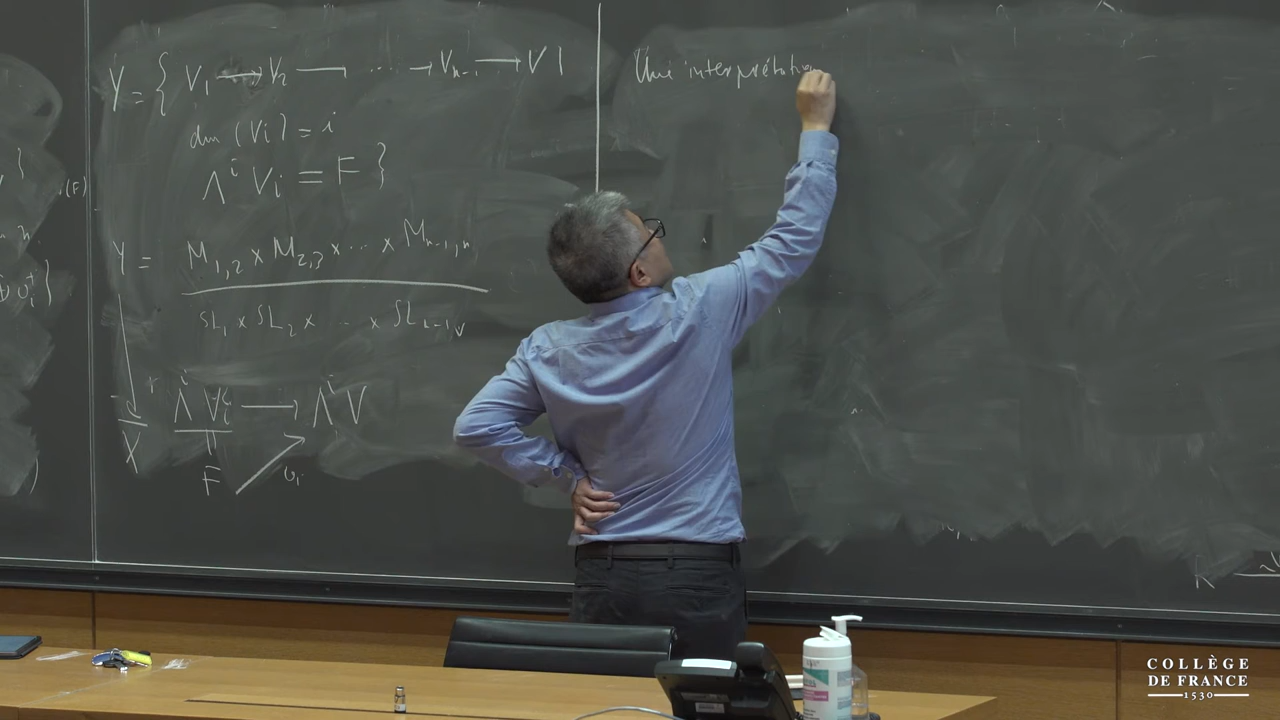 Y = { V₁ → V₂ → ... → Vₙ₋₁ → V |
dim (Vi) = i
Λⁱ Vi = F }
Y = M₁,₂ × M₂,₃ × ... × Mₙ₋₁,ₙ
SL₁ × SL₂ × ... × SLₙ₋₁
Λⁱ Vi → Λⁱ V
X
F
Une interprétation
(F)
COLLÈGE
DE FRANCE
1530